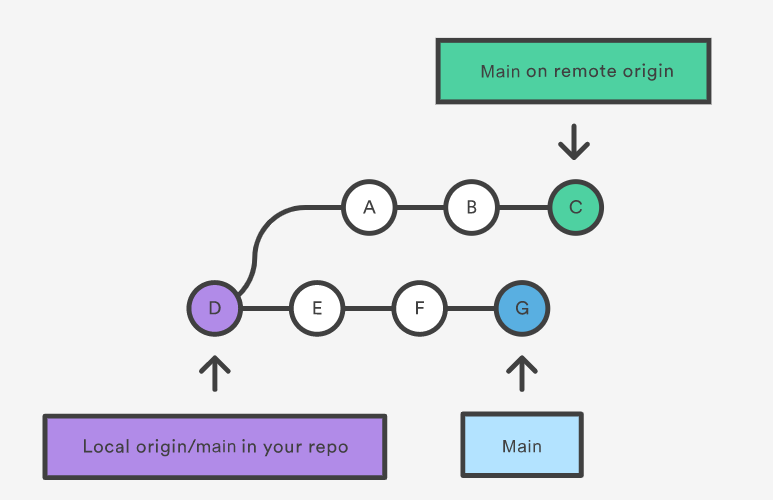 Main on remote origin
A B C
D E F G
Local origin/main in your repo
Main